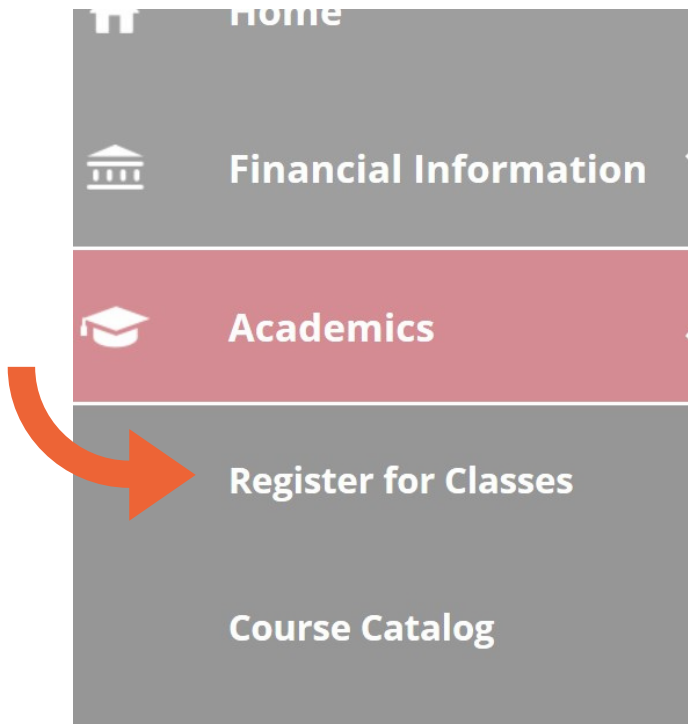 Home
Financial Information
Academics
Register for Classes
Course Catalog